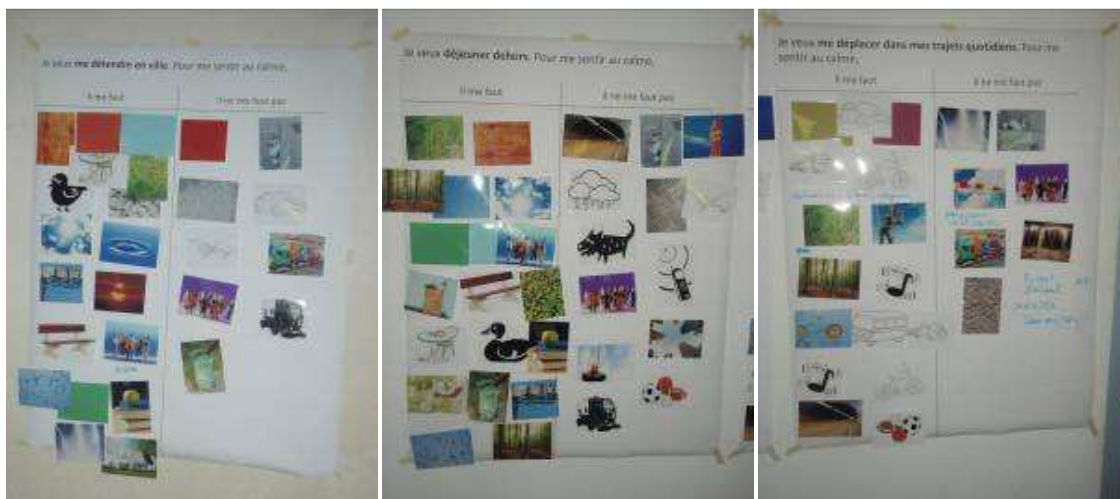 Je veux me détendre en ville. Pour me sentir au calme,
Il me faut
Il ne me faut pas
Je veux déjeuner dehors. Pour me sentir au calme,
Il me faut
Il ne me faut pas
Je veux me déplacer dans mes trajets quotidiens. Pour me
sentir au calme,
Il me faut
Il ne me faut pas